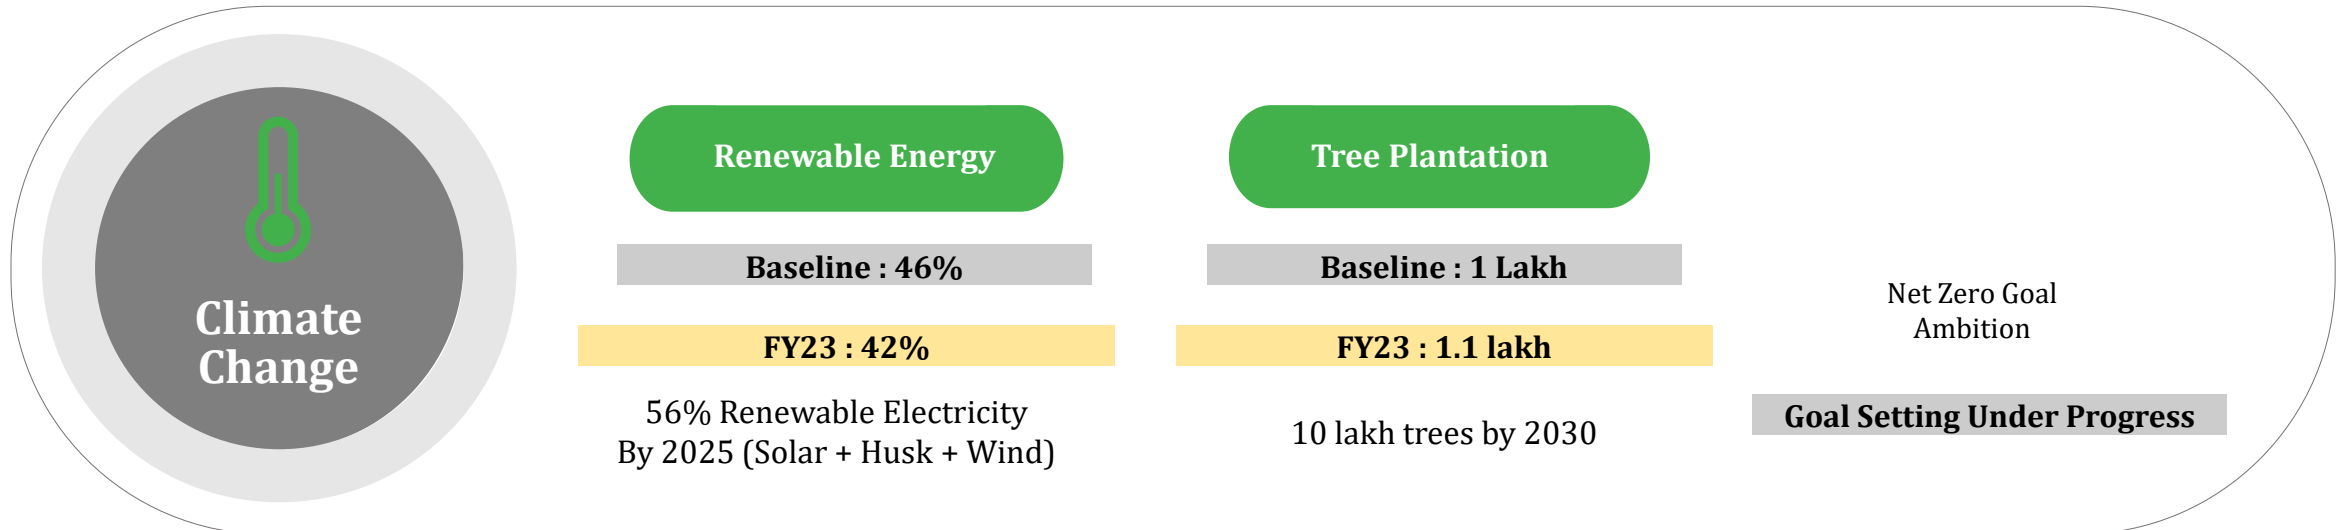 Climate
Change
Renewable Energy
Baseline : 46%
FY23 : 42%
56% Renewable Electricity
By 2025 (Solar + Husk + Wind)
Tree Plantation
Baseline : 1 Lakh
FY23 : 1.1 lakh
10 lakh trees by 2030
Net Zero Goal
Ambition
Goal Setting Under Progress